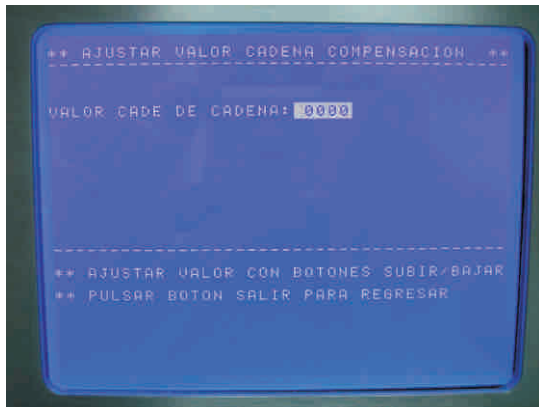 ** AJUSTAR VALOR CADENA COMPENSACION **
VALOR CADE DE CADENA: 0000
** AJUSTAR VALOR CON BOTONES SUBIR/BAJAR
** PULSAR BOTON SALIR PARA REGRESAR